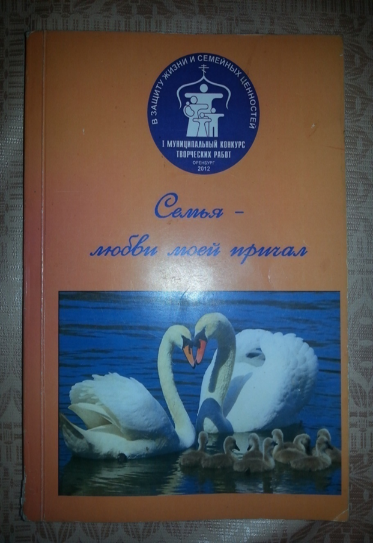 В ЗАЩИТУ ЖИЗНИ И СЕМЕЙНЫХ ЦЕННОСТЕЙ
I МУНИЦИПАЛЬНЫЙ КОНКУРС
ТВОРЧЕСКИХ РАБОТ
ОРЕНБУРГ
2012
Семья -
любви моей причал